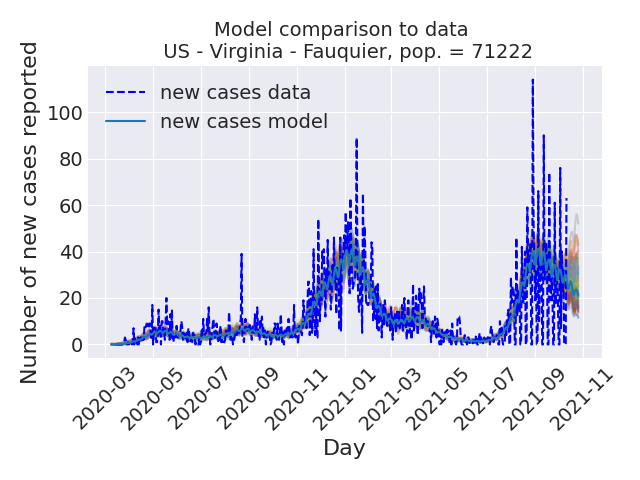 Model comparison to data
US - Virginia - Fauquier, pop. = 71222
Number of new cases reported
100
80
60
40
20
0
new cases data
new cases model
2020-03
2020-05
2020-07
2020-09
2020-11
2021-01
2021-03
2021-05
2021-07
2021-09
2021-11
Day